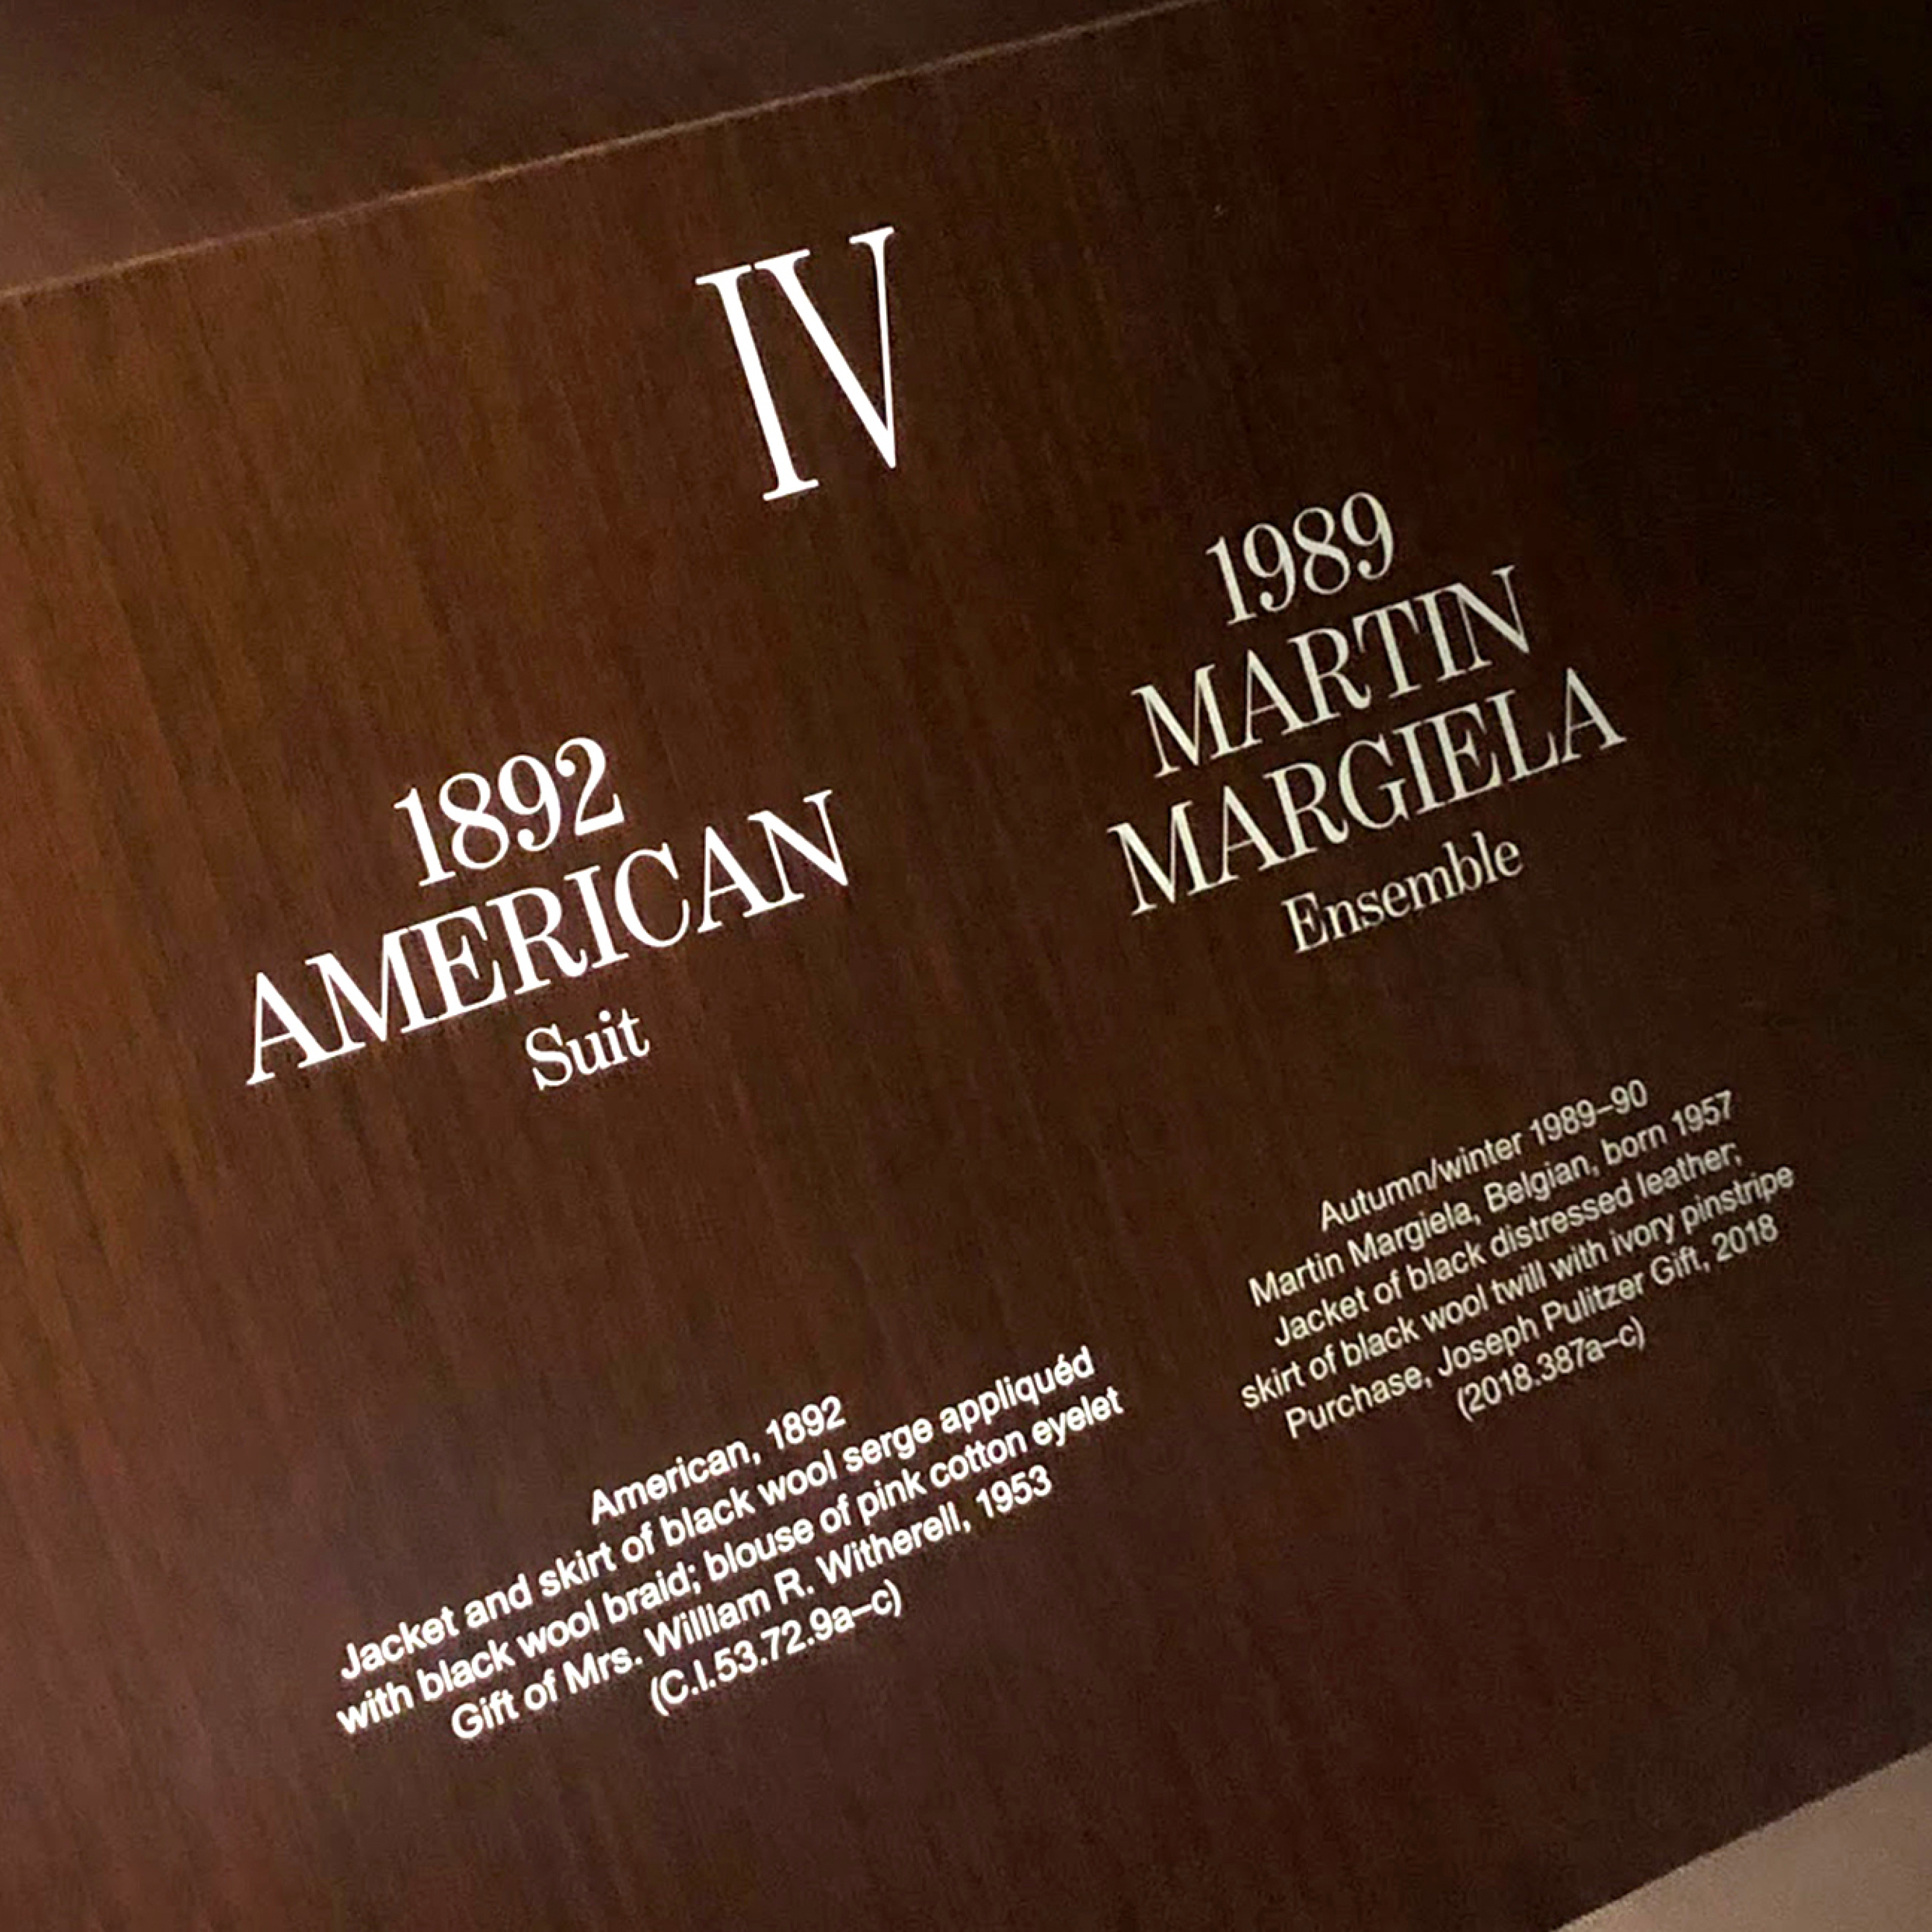 IV
1892
AMERICAN
Suit
American, 1892
Jacket and skirt of black wool serge appliquéd
with black wool braid; blouse of pink cotton eyelet
Gift of Mrs. William R. Witherell, 1953
(C.I.53.72.9a–c)
1989
MARTIN
MARGIELA
Ensemble
Autumn/winter 1989–90
Martin Margiela, Belgian, born 1957
Jacket of black distressed leather;
skirt of black wool twill with ivory pinstripe
Purchase, Joseph Pulitzer Gift, 2018
(2018.387a–c)